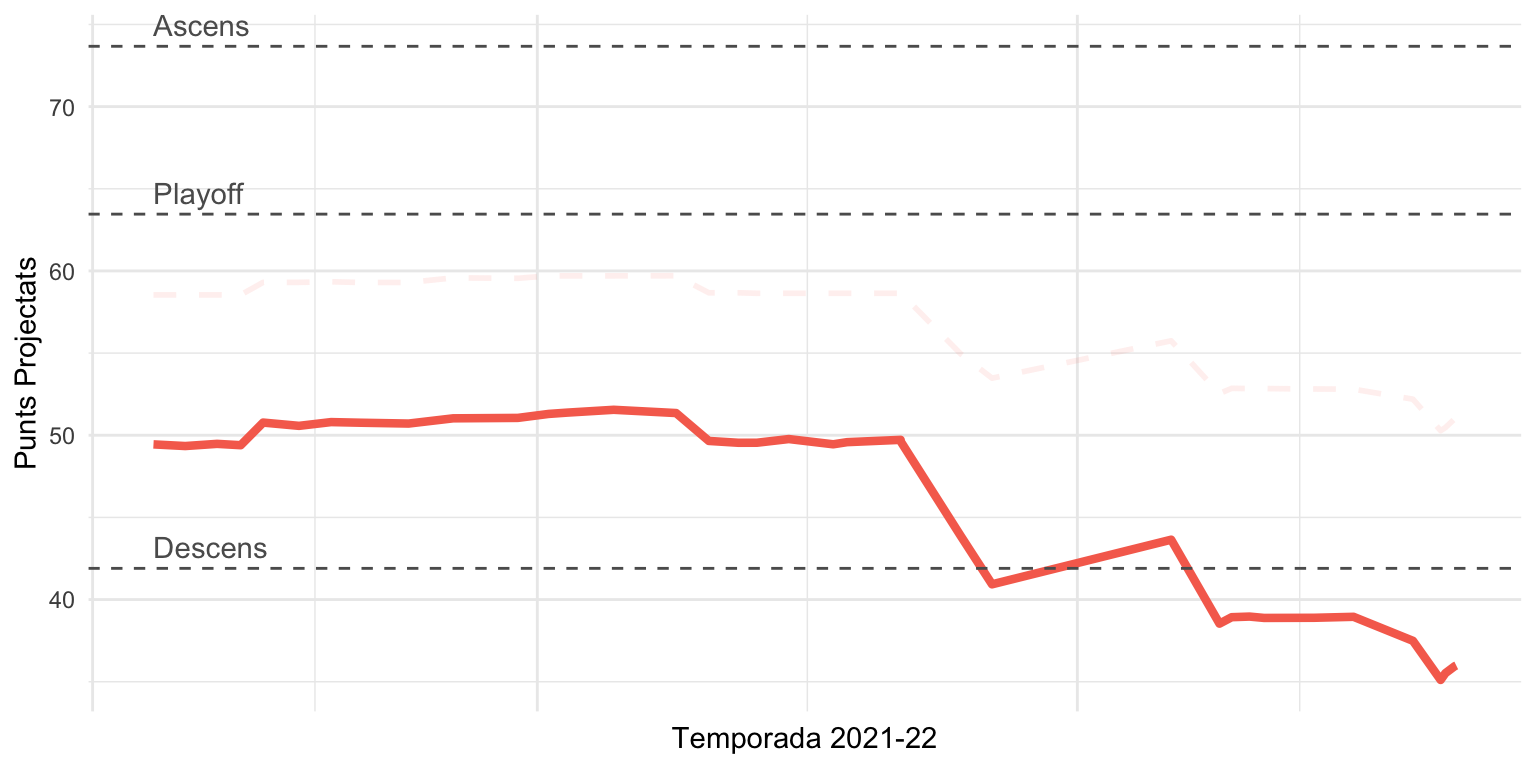 Ascens
70
Playoff
60
Punts Projectats
50
Descens
40
Temporada 2021-22